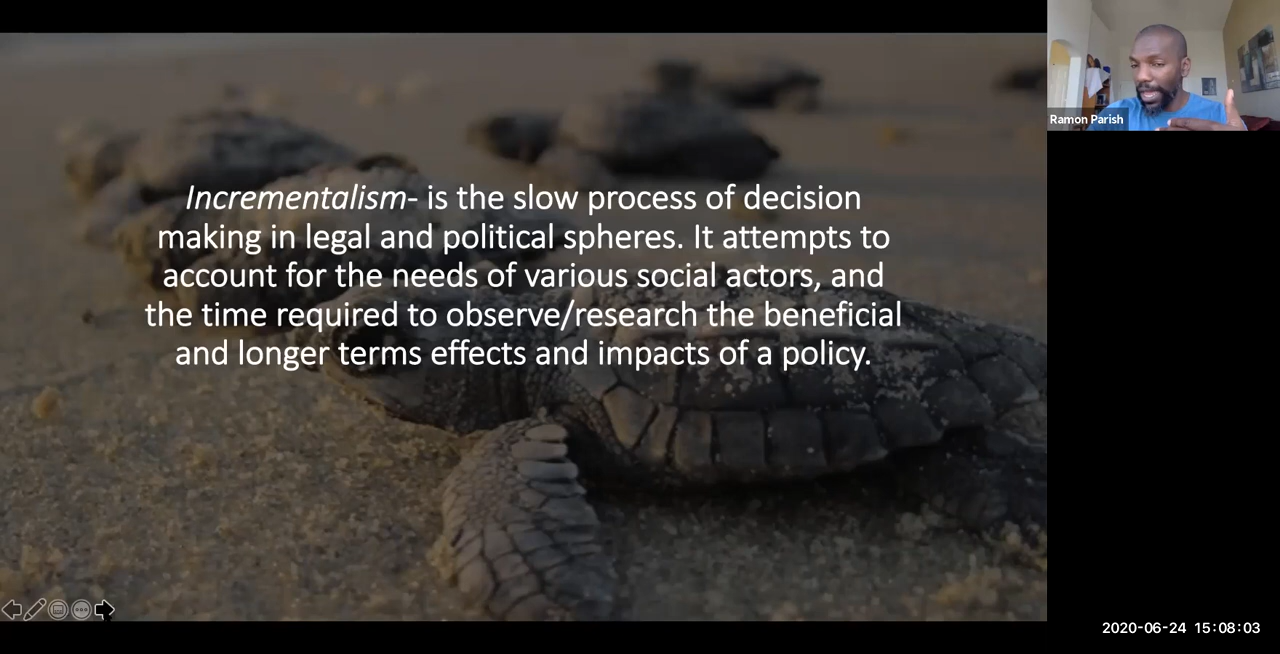 Incrementalism- is the slow process of decision
making in legal and political spheres. It attempts to
account for the needs of various social actors, and
the time required to observe/research the beneficial
and longer terms effects and impacts of a policy.
Ramon Parish
2020-06-24 15:08:03